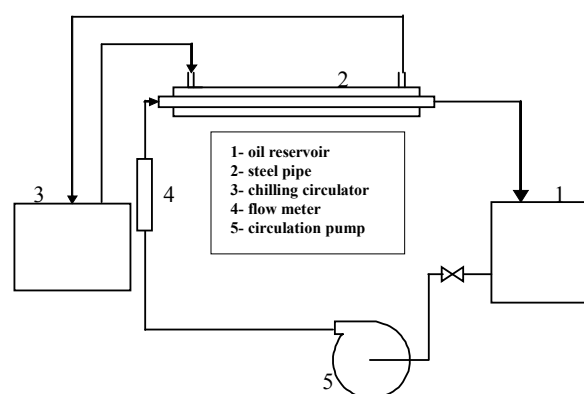 2
1- oil reservoir
2- steel pipe
3- chilling circulator
4- flow meter
5- circulation pump
3
4
1
5